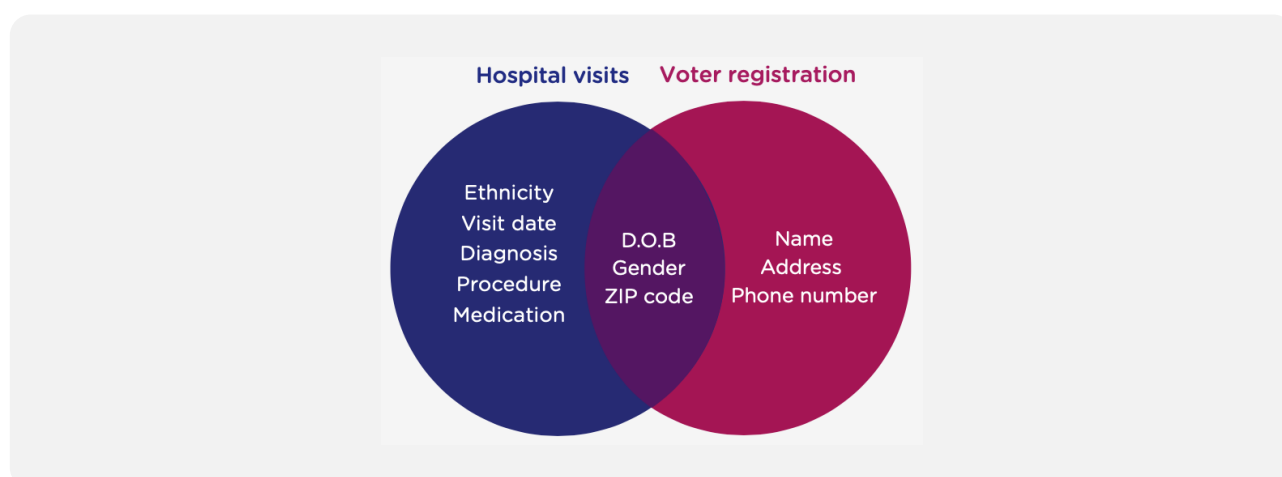 Hospital visits
Voter registration
Ethnicity
Visit date
Diagnosis
Procedure
Medication
D.O.B
Gender
ZIP code
Name
Address
Phone number